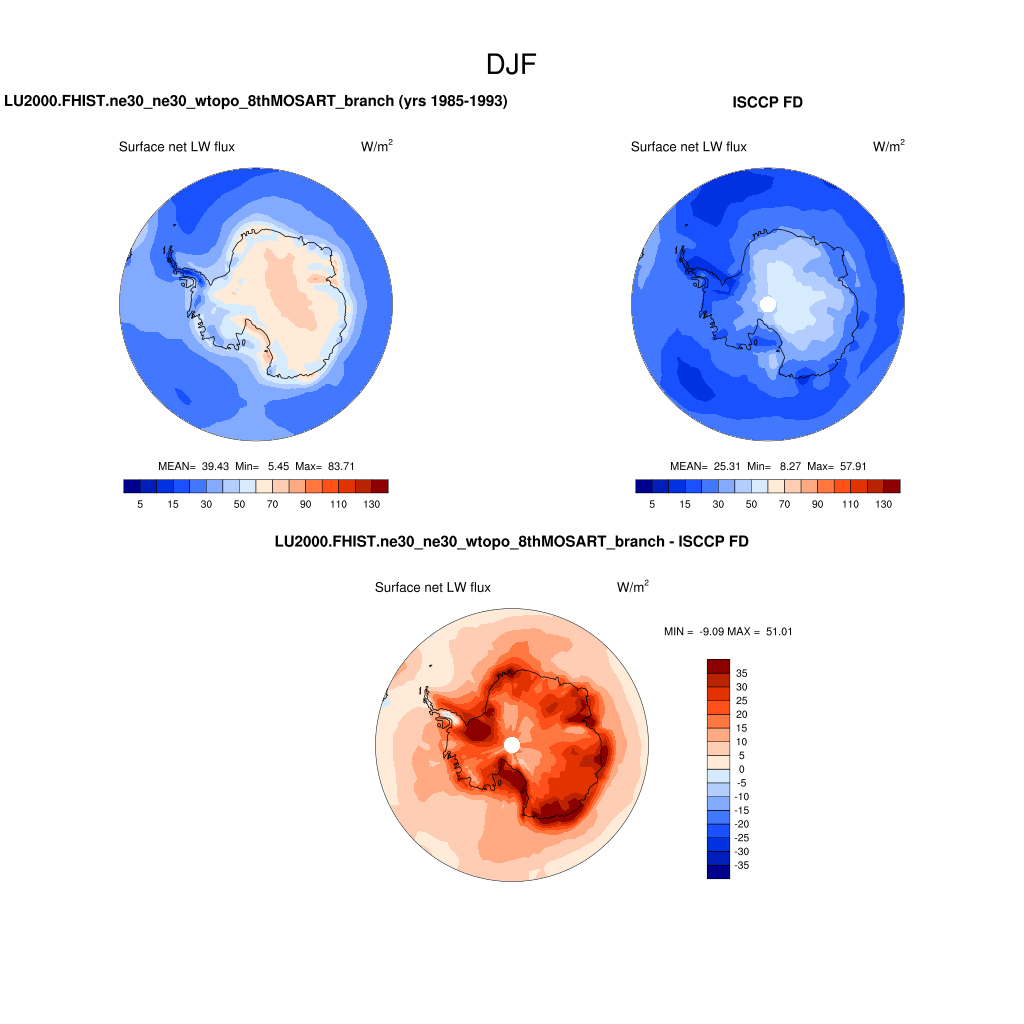 DJF
LU2000.FHIST.ne30_ne30_wtopo_8thMOSART_branch (yrs 1985-1993)
ISCCP FD
Surface net LW flux W/m2
Surface net LW flux W/m2
MEAN= 39.43 Min= 5.45 Max= 83.71
MEAN= 25.31 Min= 8.27 Max= 57.91
5 15 30 50 70 90 110 130
5 15 30 50 70 90 110 130
LU2000.FHIST.ne30_ne30_wtopo_8thMOSART_branch - ISCCP FD
Surface net LW flux W/m2
MIN = -9.09 MAX = 51.01
35
30
25
20
15
10
5
0
-5
-10
-15
-20
-25
-30
-35